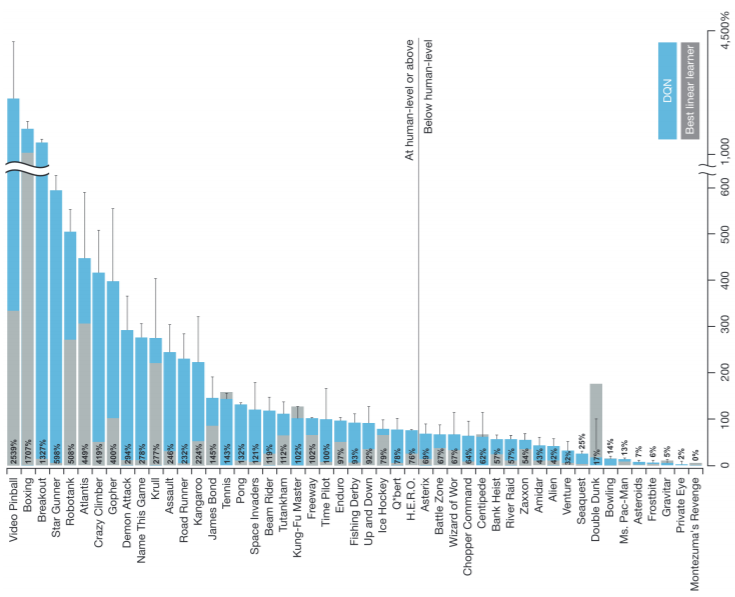 Video Pinball
Boxing
Breakout
Star Gunner
Robotank
Atlantis
Crazy Climber
Gopher
Demon Attack
Name This Game
Krull
Assault
Road Runner
Kangaroo
James Bond
Tennis
Pong
Space Invaders
Beam Rider
Tutankham
Kung-Fu Master
Freeway
Time Pilot
Enduro
Fishing Derby
Up and Down
Ice Hockey
Q*bert
H.E.R.O.
Asterix
Battle Zone
Wizard of Wor
Chopper Command
Centipede
Bank Heist
River Raid
Zaxxon
Amidar
Alien
Venture
Seaquest
Double Dunk
Bowling
Ms. Pac-Man
Asteroids
Frostbite
Gravitar
Private Eye
Montezuma's Revenge
2539%
1707%
1327%
598%
508%
449%
419%
400%
294%
278%
277%
246%
232%
224%
145%
143%
132%
121%
119%
112%
102%
102%
100%
97%
93%
92%
79%
78%
76%
69%
67%
67%
64%
62%
57%
57%
54%
43%
42%
32%
25%
17%
14%
13%
7%
6%
5%
2%
0%
At human-level or above
Below human-level
DQN
Best linear learner
0
100
200
300
400
500
600
1,000
4,500%